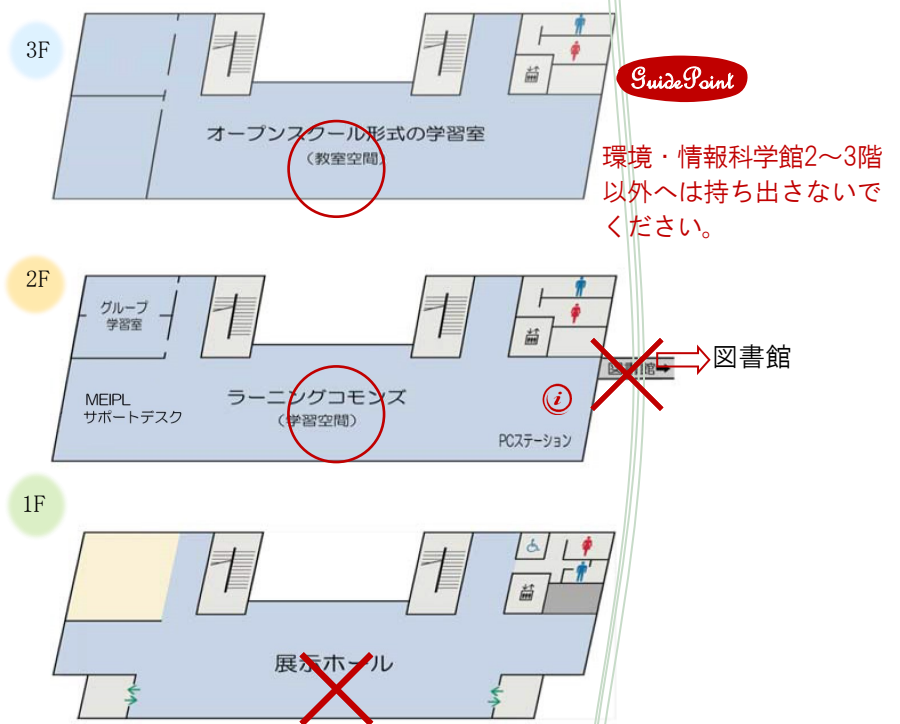 3F
オープンスクール形式の学習室
（教室空間）
GuidePoint
環境・情報科学館2～3階
以外へは持ち出さないで
ください。
2F
グループ
学習室
MEIPL
サポートデスク
ラーニングコモンズ
（学習空間）
i
PCステーション
図書館➡
図書館
1F
展示ホール